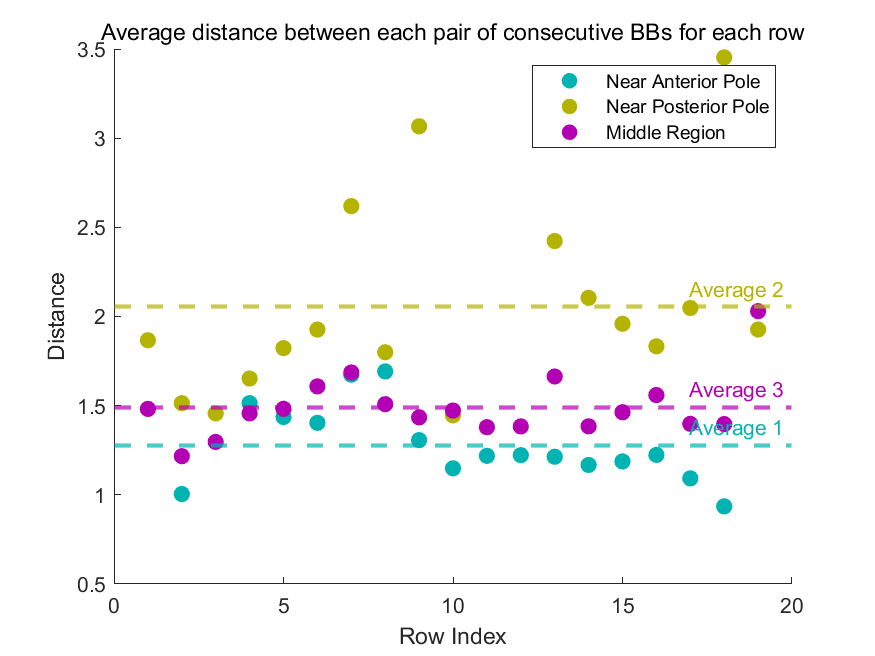 Average distance between each pair of consecutive BBs for each row
3.5
3
2.5
2
1.5
1
0.5
Distance
Near Anterior Pole
Near Posterior Pole
Middle Region
Average 2
Average 3
Average 1
0
5
10
15
20
Row Index